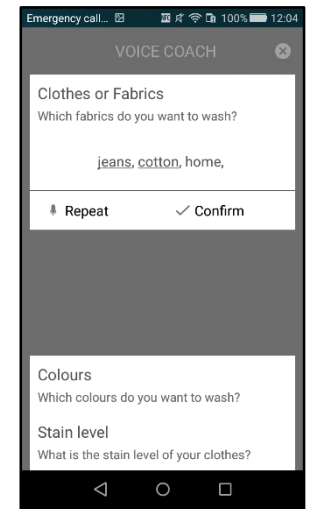 Emergency call... 100% 12:04
VOICE COACH
Clothes or Fabrics
Which fabrics do you want to wash?
jeans, cotton, home,
Repeat Confirm
Colours
Which colours do you want to wash?
Stain level
What is the stain level of your clothes?